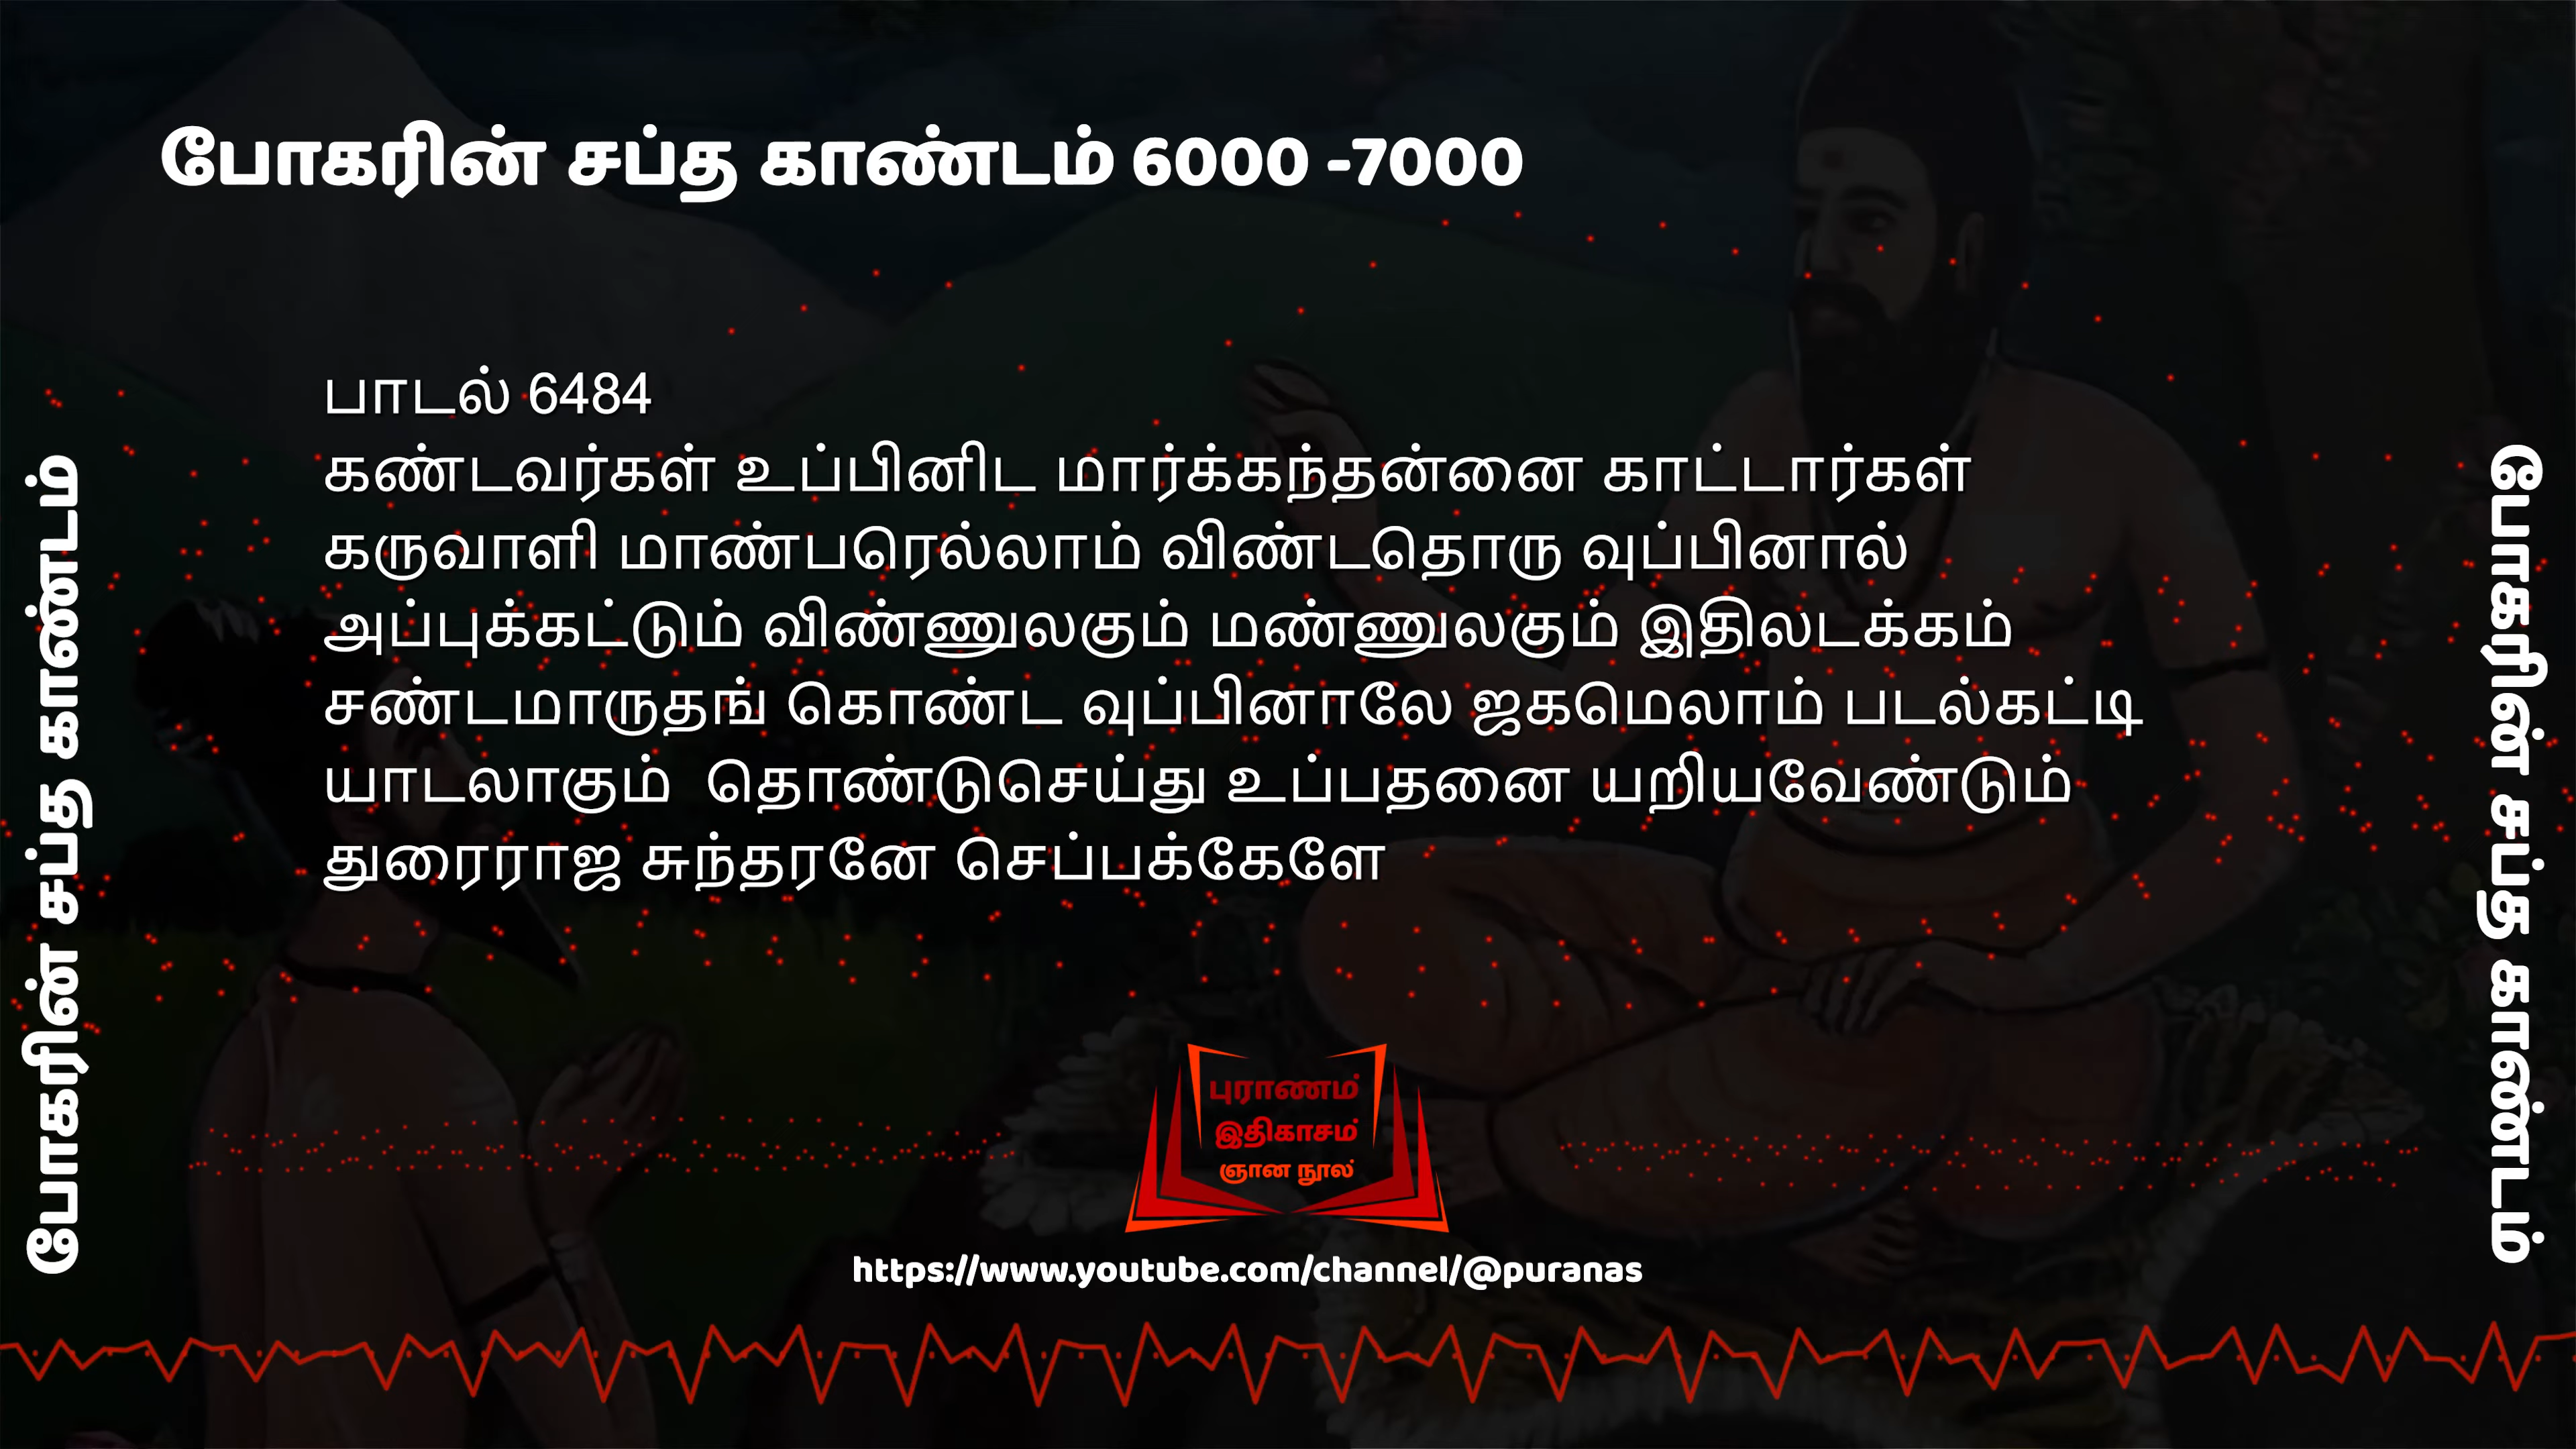 போகரின் சப்த காண்டம் 6000 -7000
பாடல் 6484
கண்டவர்கள் உப்பினிட மார்க்கந்தன்னை காட்டார்கள்
கருவாளி மாண்பரெல்லாம் விண்டதொரு வுப்பினால்
அப்புக்கட்டும் விண்ணுலகும் மண்ணுலகும் இதிலடக்கம்
சண்டமாருதங் கொண்ட வுப்பினாலே ஜகமெலாம் படல்கட்டி
யாடலாகும்  தொண்டுசெய்து உப்பதனை யறியவேண்டும்
துரைராஜ சுந்தரனே செப்பக்கேளே
போகரின் சப்த காண்டம்
போகரின் சப்த காண்டம்
புராணம்
இதிகாசம்
ஞான நூல்
https://www.youtube.com/channel/@puranas